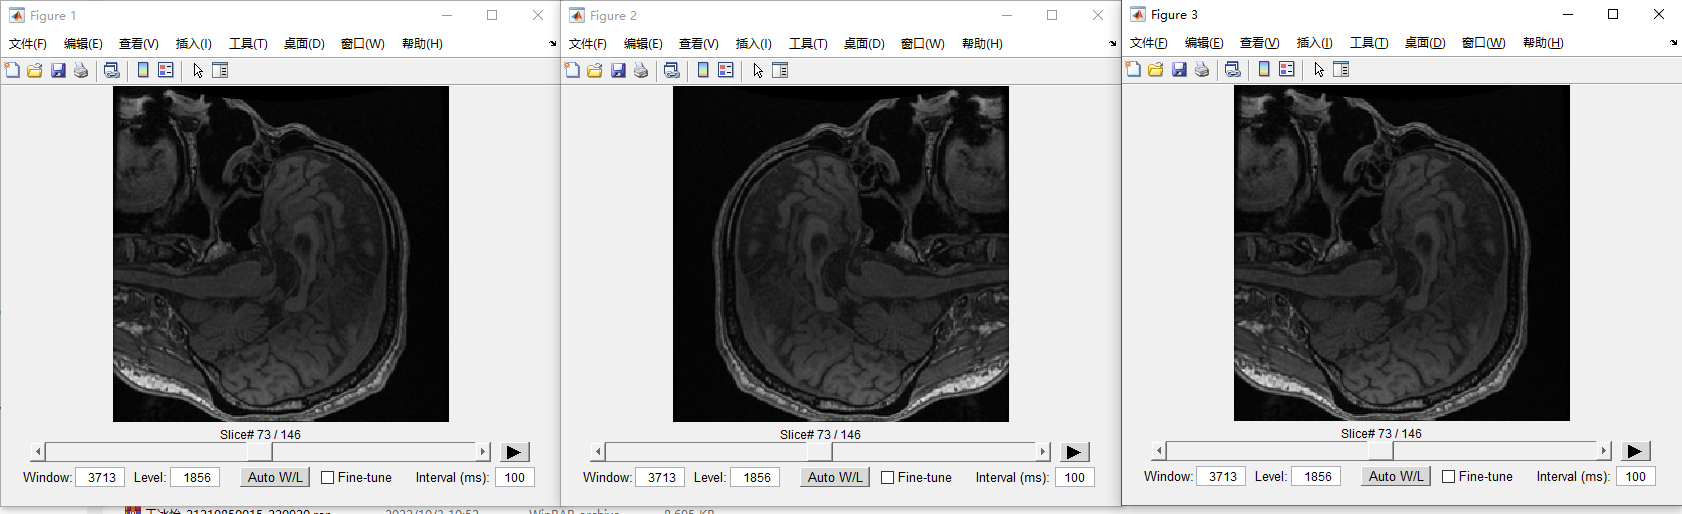 Figure 1
文件(F) 编辑(E) 查看(V) 插入(I) 工具(T) 桌面(D) 窗口(W) 帮助(H)
Slice# 73 / 146
Window: 3713 Level: 1856 Auto W/L Fine-tune Interval (ms): 100
Figure 2
文件(F) 编辑(E) 查看(V) 插入(I) 工具(T) 桌面(D) 窗口(W) 帮助(H)
Slice# 73 / 146
Window: 3713 Level: 1856 Auto W/L Fine-tune Interval (ms): 100
Figure 3
文件(F) 编辑(E) 查看(V) 插入(I) 工具(T) 桌面(D) 窗口(W) 帮助(H)
Slice# 73 / 146
Window: 3713 Level: 1856 Auto W/L Fine-tune Interval (ms): 100